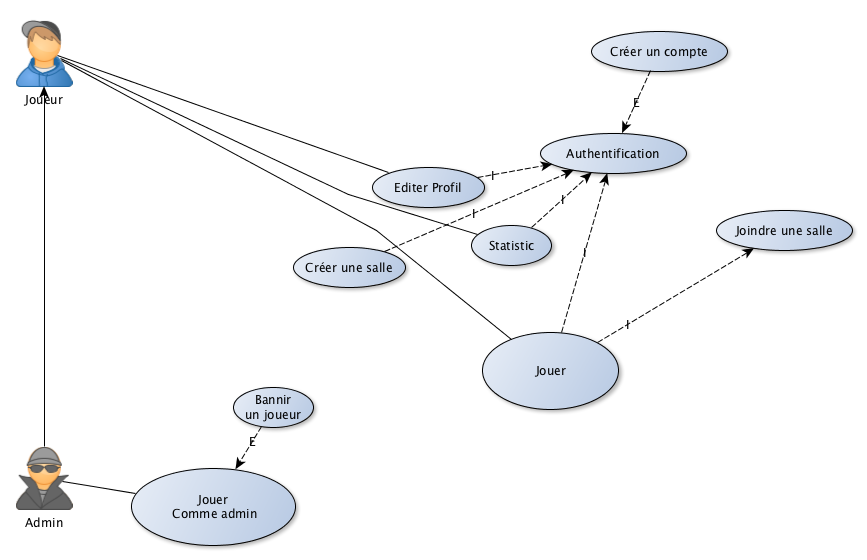 Créer un compte
Joueur
E
Authentification
I
Editer Profil
I
I
Joindre une salle
Statistic
I
Créer une salle
I
Jouer
Bannir
un joueur
E
Jouer
Comme admin
Admin